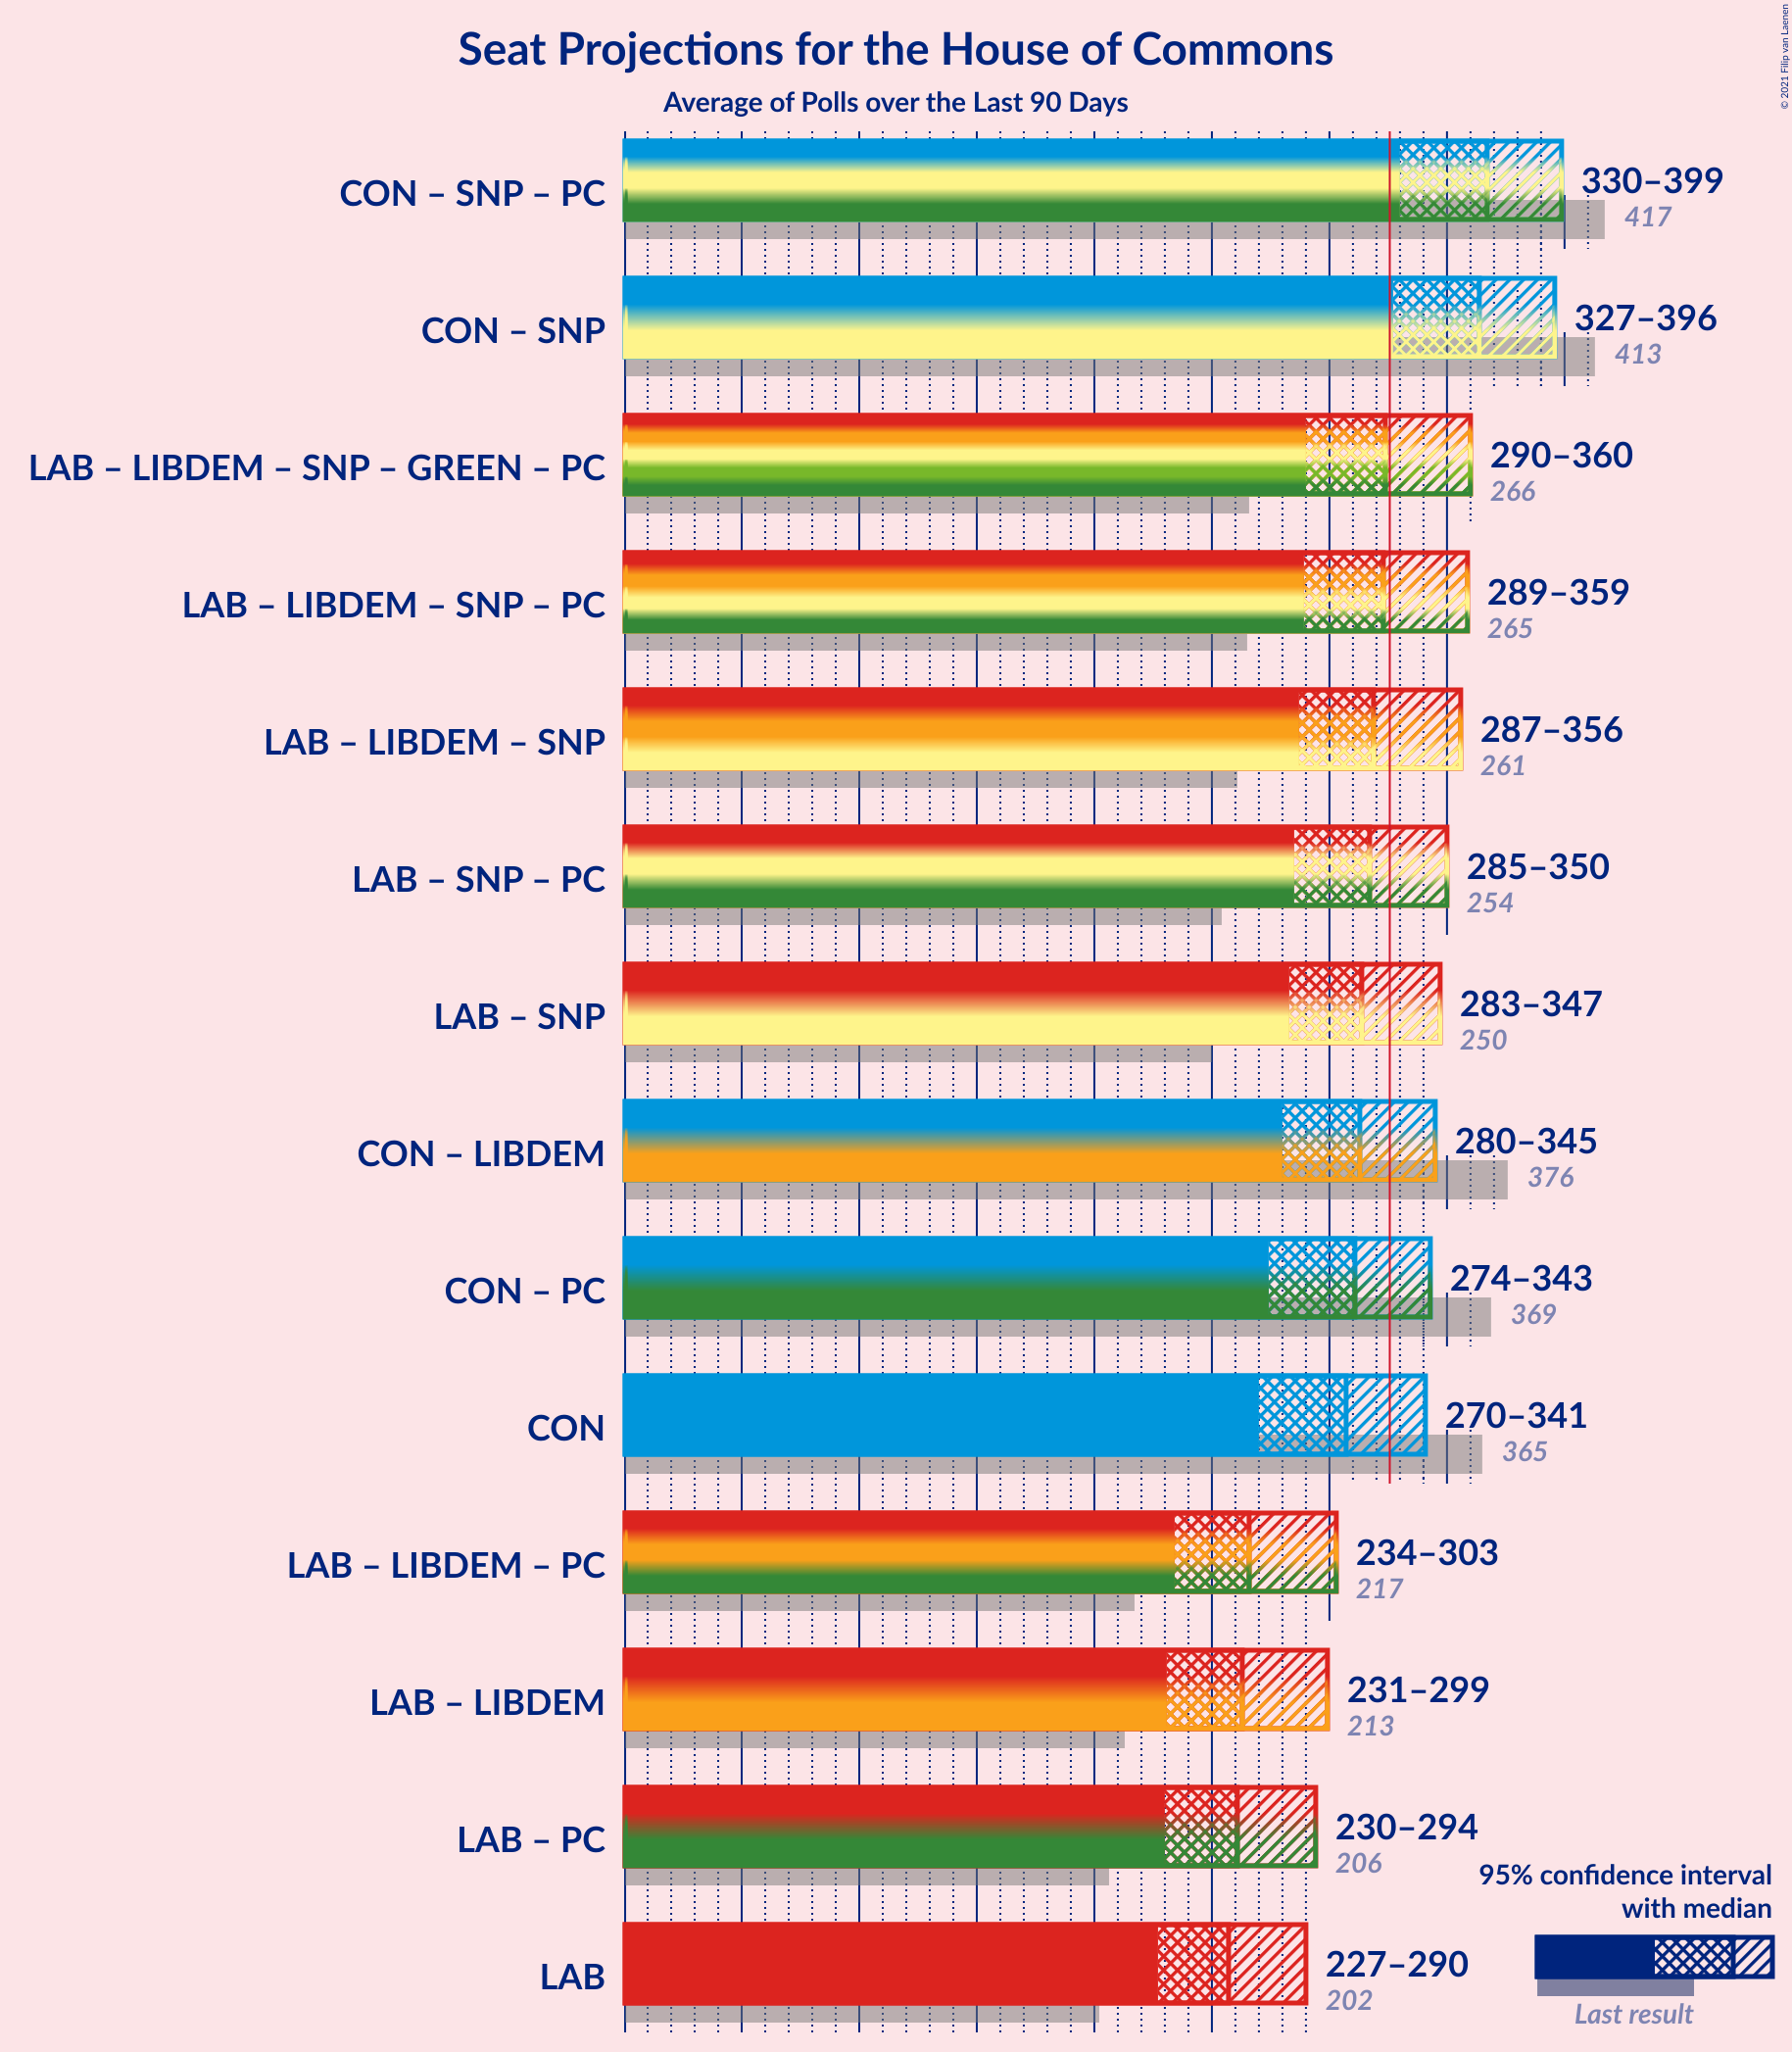 Seat Projections for the House of Commons
Average of Polls over the Last 90 Days
© 2021 Filip van Laenen
CON – SNP – PC
330–399
417
CON – SNP
327–396
413
LAB – LIBDEM – SNP – GREEN – PC
290–360
266
LAB – LIBDEM – SNP – PC
289–359
265
LAB – LIBDEM – SNP
287–356
261
LAB – SNP – PC
285–350
254
LAB – SNP
283–347
250
CON – LIBDEM
280–345
376
CON – PC
274–343
369
CON
270–341
365
LAB – LIBDEM – PC
234–303
217
LAB – LIBDEM
231–299
213
LAB – PC
230–294
206
LAB
227–290
202
95% confidence interval
with median
Last result